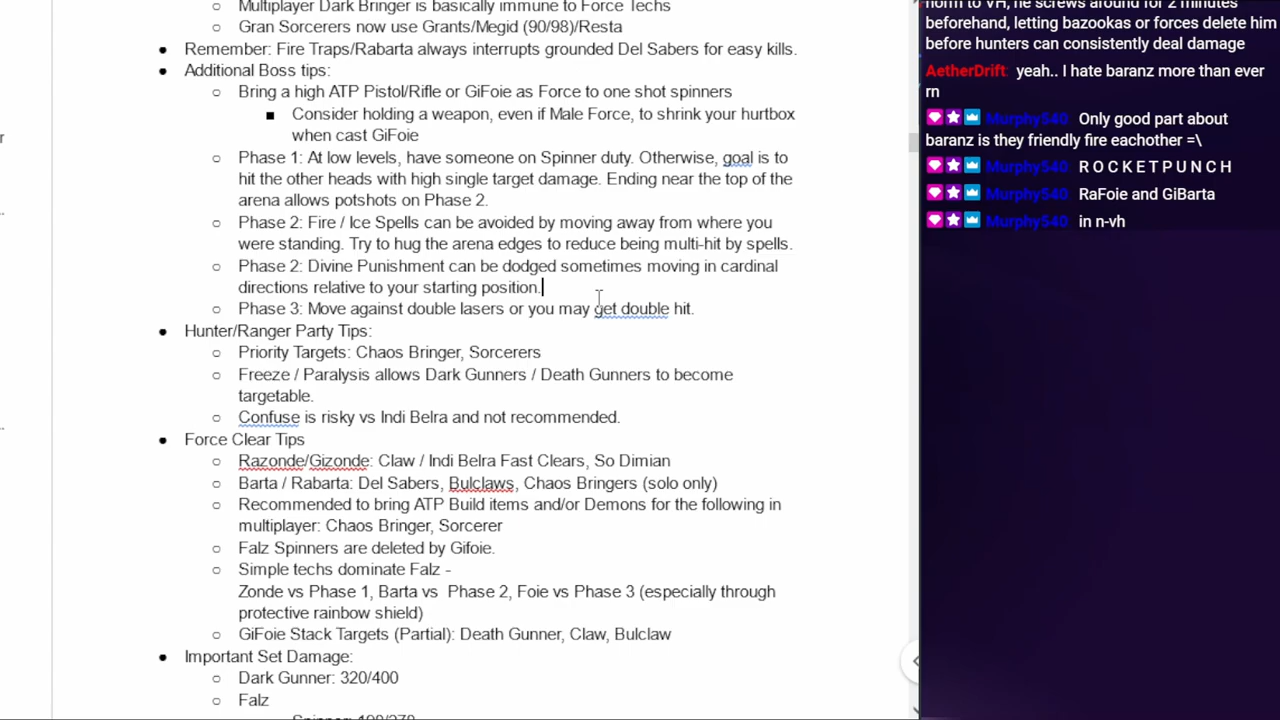 Multiplayer Dark Bringer is basically immune to Force Techs
Gran Sorcerers now use Grants/Megid (90/98)/Resta
Remember: Fire Traps/Rabarta always interrupts grounded Del Sabers for easy kills.
Additional Boss tips:
Bring a high ATP Pistol/Rifle or GiFoie as Force to one shot spinners
Consider holding a weapon, even if Male Force, to shrink your hurtbox
when cast GiFoie
Phase 1: At low levels, have someone on Spinner duty. Otherwise, goal is to
hit the other heads with high single target damage. Ending near the top of the
arena allows potshots on Phase 2.
Phase 2: Fire / Ice Spells can be avoided by moving away from where you
were standing. Try to hug the arena edges to reduce being multi-hit by spells.
Phase 2: Divine Punishment can be dodged sometimes moving in cardinal
directions relative to your starting position.
Phase 3: Move against double lasers or you may get double hit.
Hunter/Ranger Party Tips:
Priority Targets: Chaos Bringer, Sorcerers
Freeze / Paralysis allows Dark Gunners / Death Gunners to become
targetable.
Confuse is risky vs Indi Belra and not recommended.
Force Clear Tips
Razonde/Gizonde: Claw / Indi Belra Fast Clears, So Dimian
Barta / Rabarta: Del Sabers, Bulclaws, Chaos Bringers (solo only)
Recommended to bring ATP Build items and/or Demons for the following in
multiplayer: Chaos Bringer, Sorcerer
Falz Spinners are deleted by Gifoie.
Simple techs dominate Falz -
Zonde vs Phase 1, Barta vs  Phase 2, Foie vs Phase 3 (especially through
protective rainbow shield)
GiFoie Stack Targets (Partial): Death Gunner, Claw, Bulclaw
Important Set Damage:
Dark Gunner: 320/400
Falz
norm to VH, he screws around for 2 minutes
beforehand, letting bazookas or forces delete him
before hunters can consistently deal damage
AetherDrift: yeah.. I hate baranz more than ever
rn
Murphy540: Only good part about
baranz is they friendly fire eachother =\
Murphy540: R O C K E T P U N C H
Murphy540: RaFoie and GiBarta
Murphy540: in n-vh